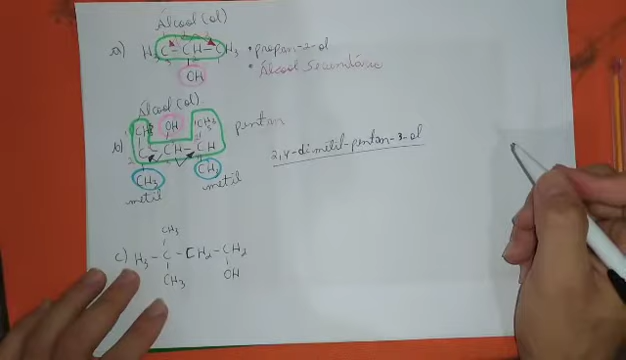 Álcool (ol)
a) H3C - CH - CH3 • propan-2-ol
OH • Álcool Secundário
Álcool (ol)
CH3 OH CH3 pentan
b) C - CH - CH 2,4-dimetil-pentan-3-ol
CH3 CH3
metil metil
CH3
c) H3 - C - CH2 - CH2
CH3 OH